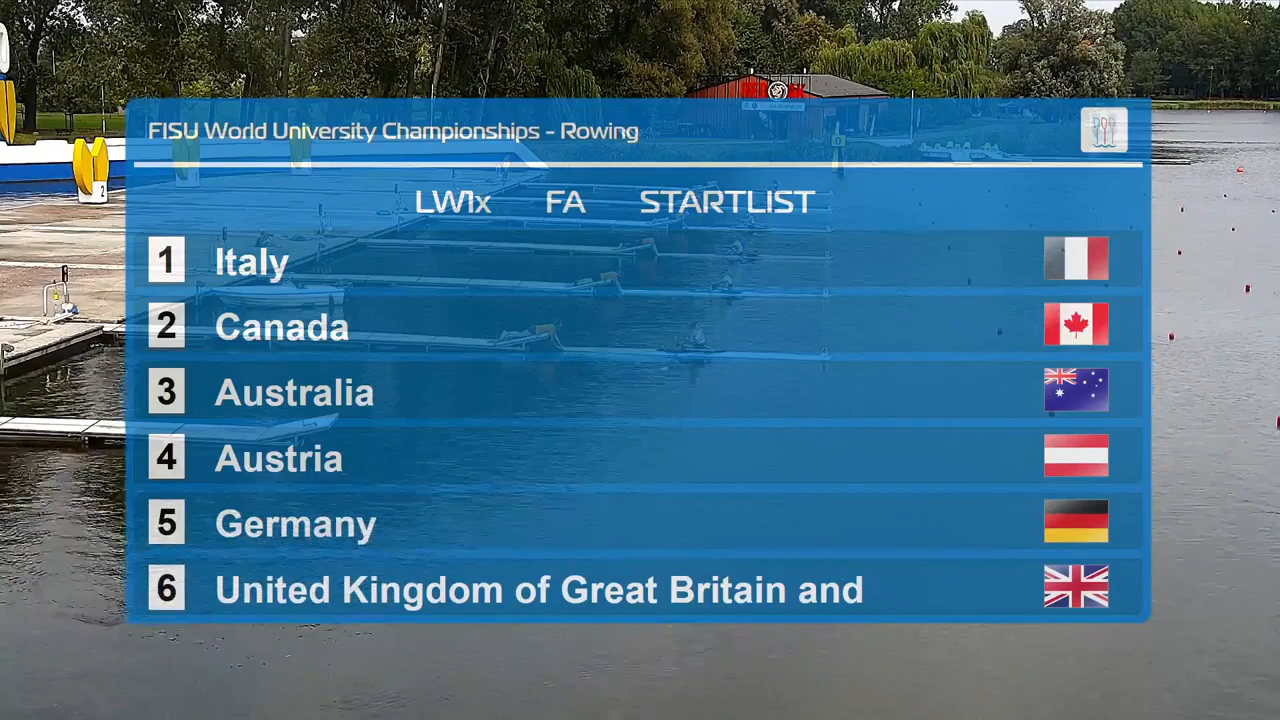 FISU World University Championships - Rowing
LW1x FA STARTLIST
1 Italy
2 Canada
3 Australia
4 Austria
5 Germany
6 United Kingdom of Great Britain and
2